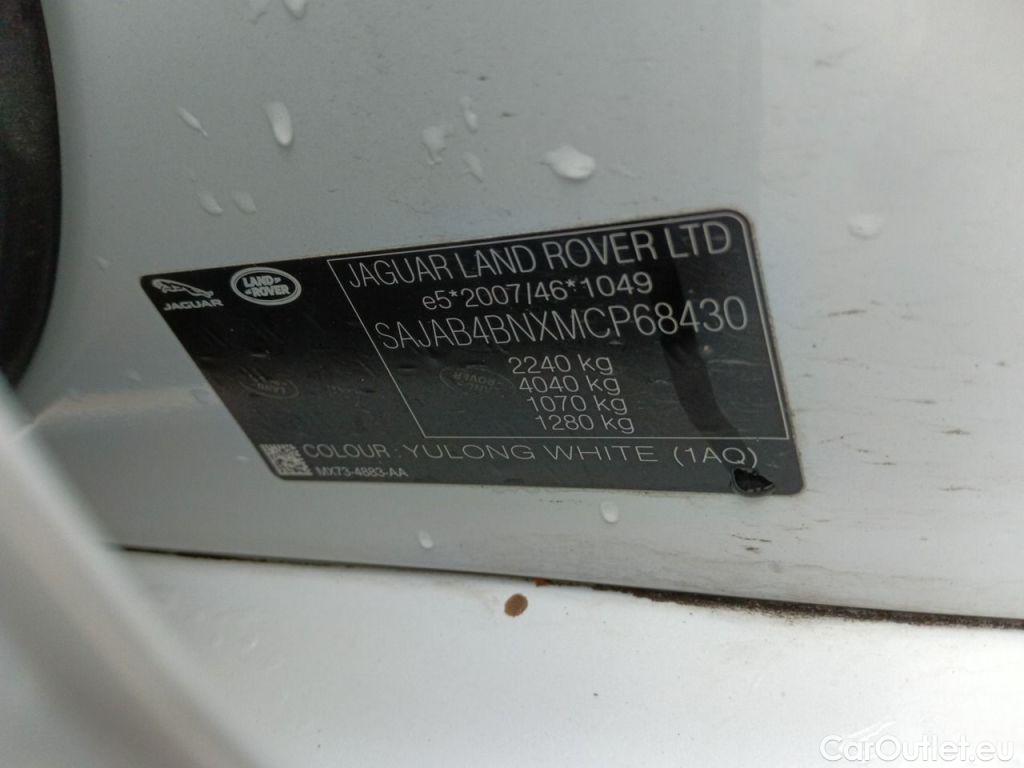 JAGUAR
LAND ROVER
JAGUAR LAND ROVER LTD
e5*2007/46*1049
SAJAB4BNXMCP68430
2240 kg
4040 kg
1070 kg
1280 kg
COLOUR: YULONG WHITE (1AQ)
MX73-4883-AA
CarOutlet.eu